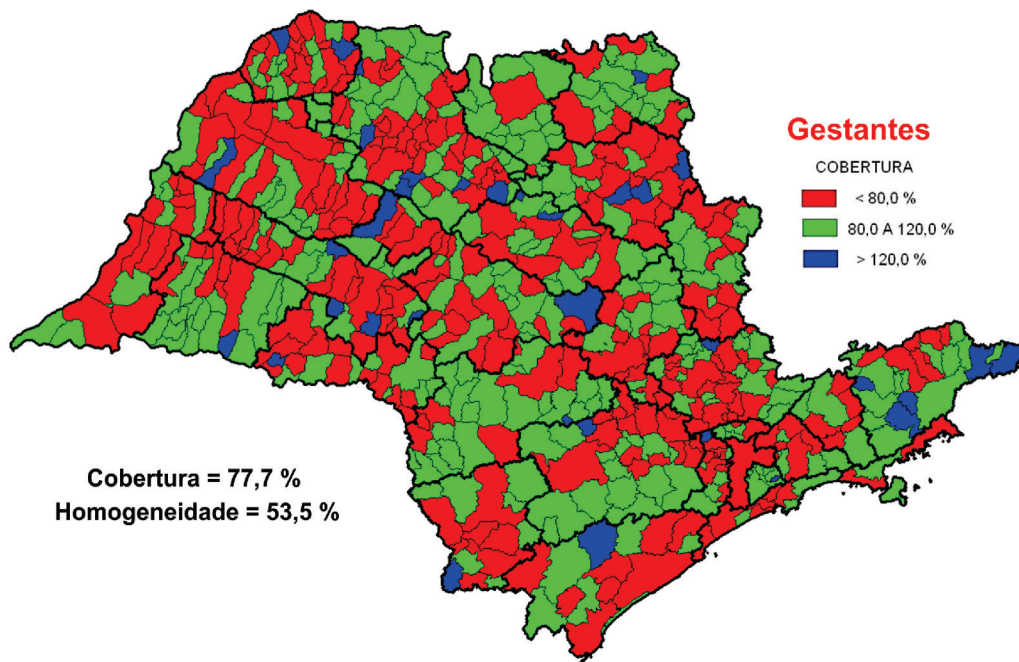 Gestantes
COBERTURA
< 80,0 %
80,0 A 120,0 %
> 120,0 %
Cobertura = 77,7 %
Homogeneidade = 53,5 %